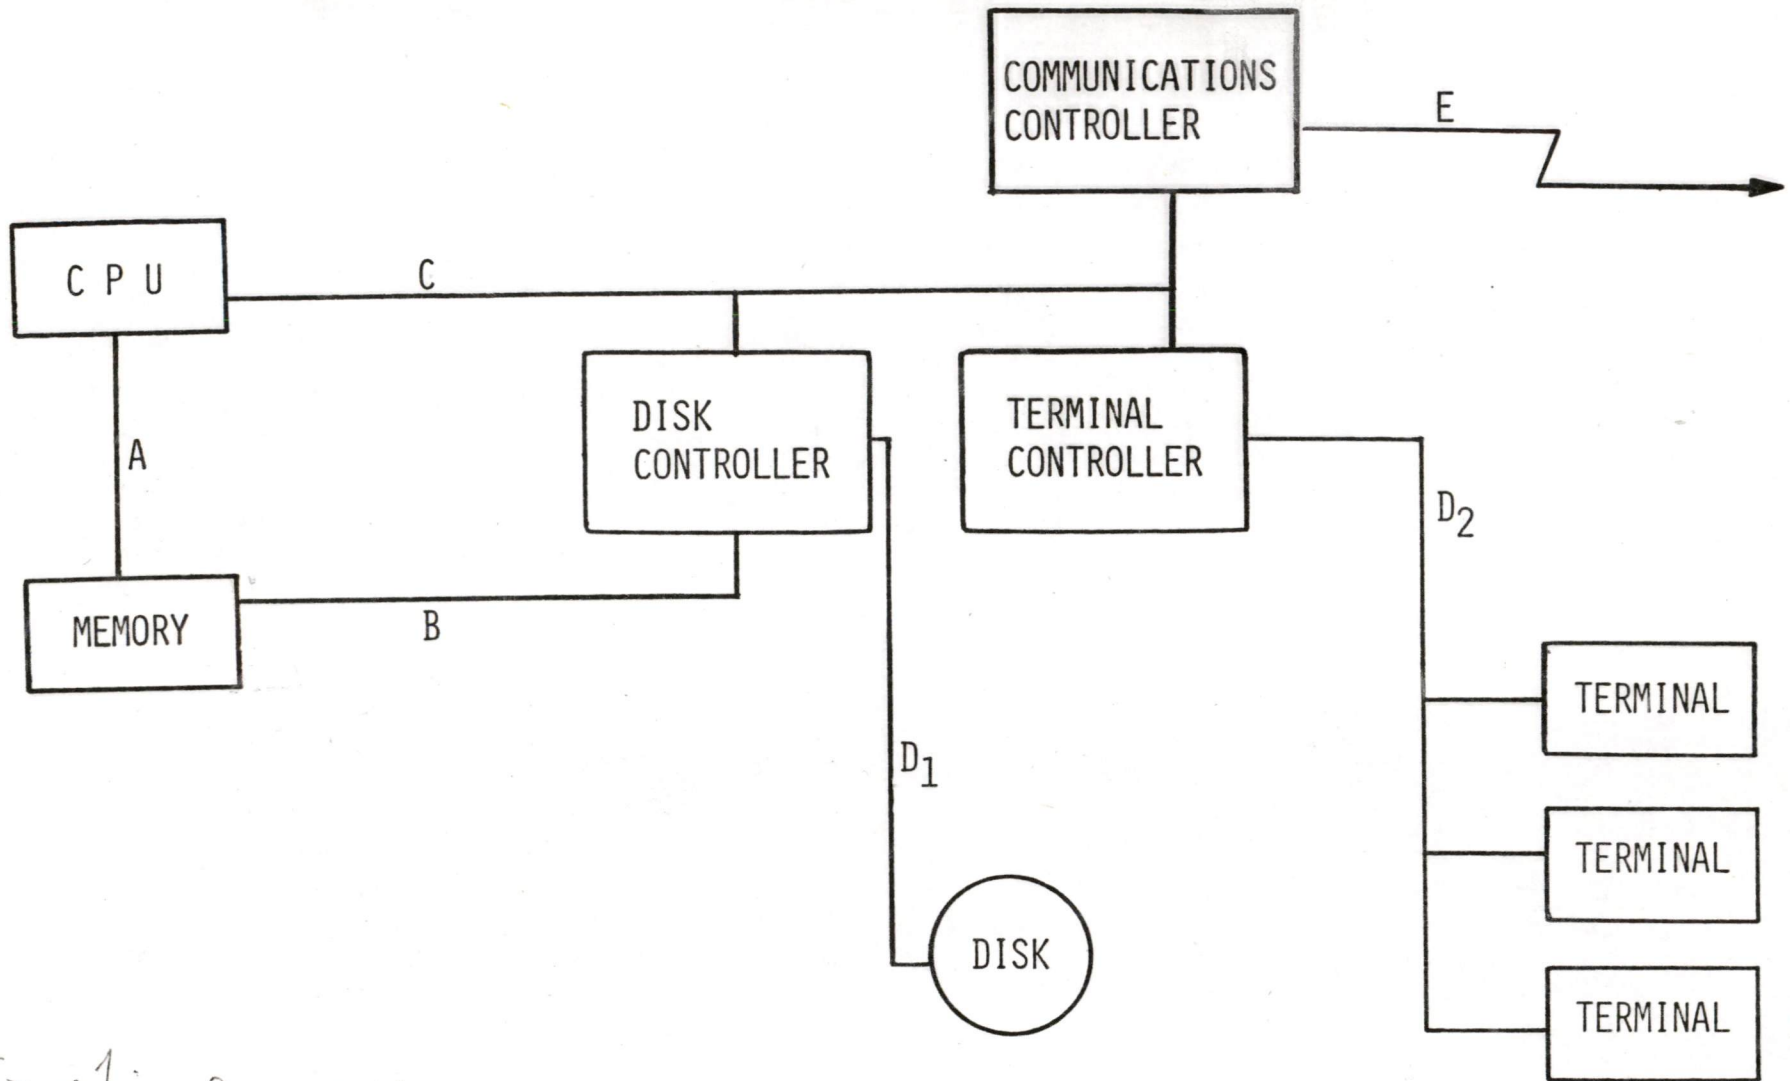 COMMUNICATIONS
CONTROLLER
E
C P U
C
DISK
CONTROLLER
TERMINAL
CONTROLLER
A
D2
MEMORY
B
TERMINAL
D1
TERMINAL
DISK
TERMINAL